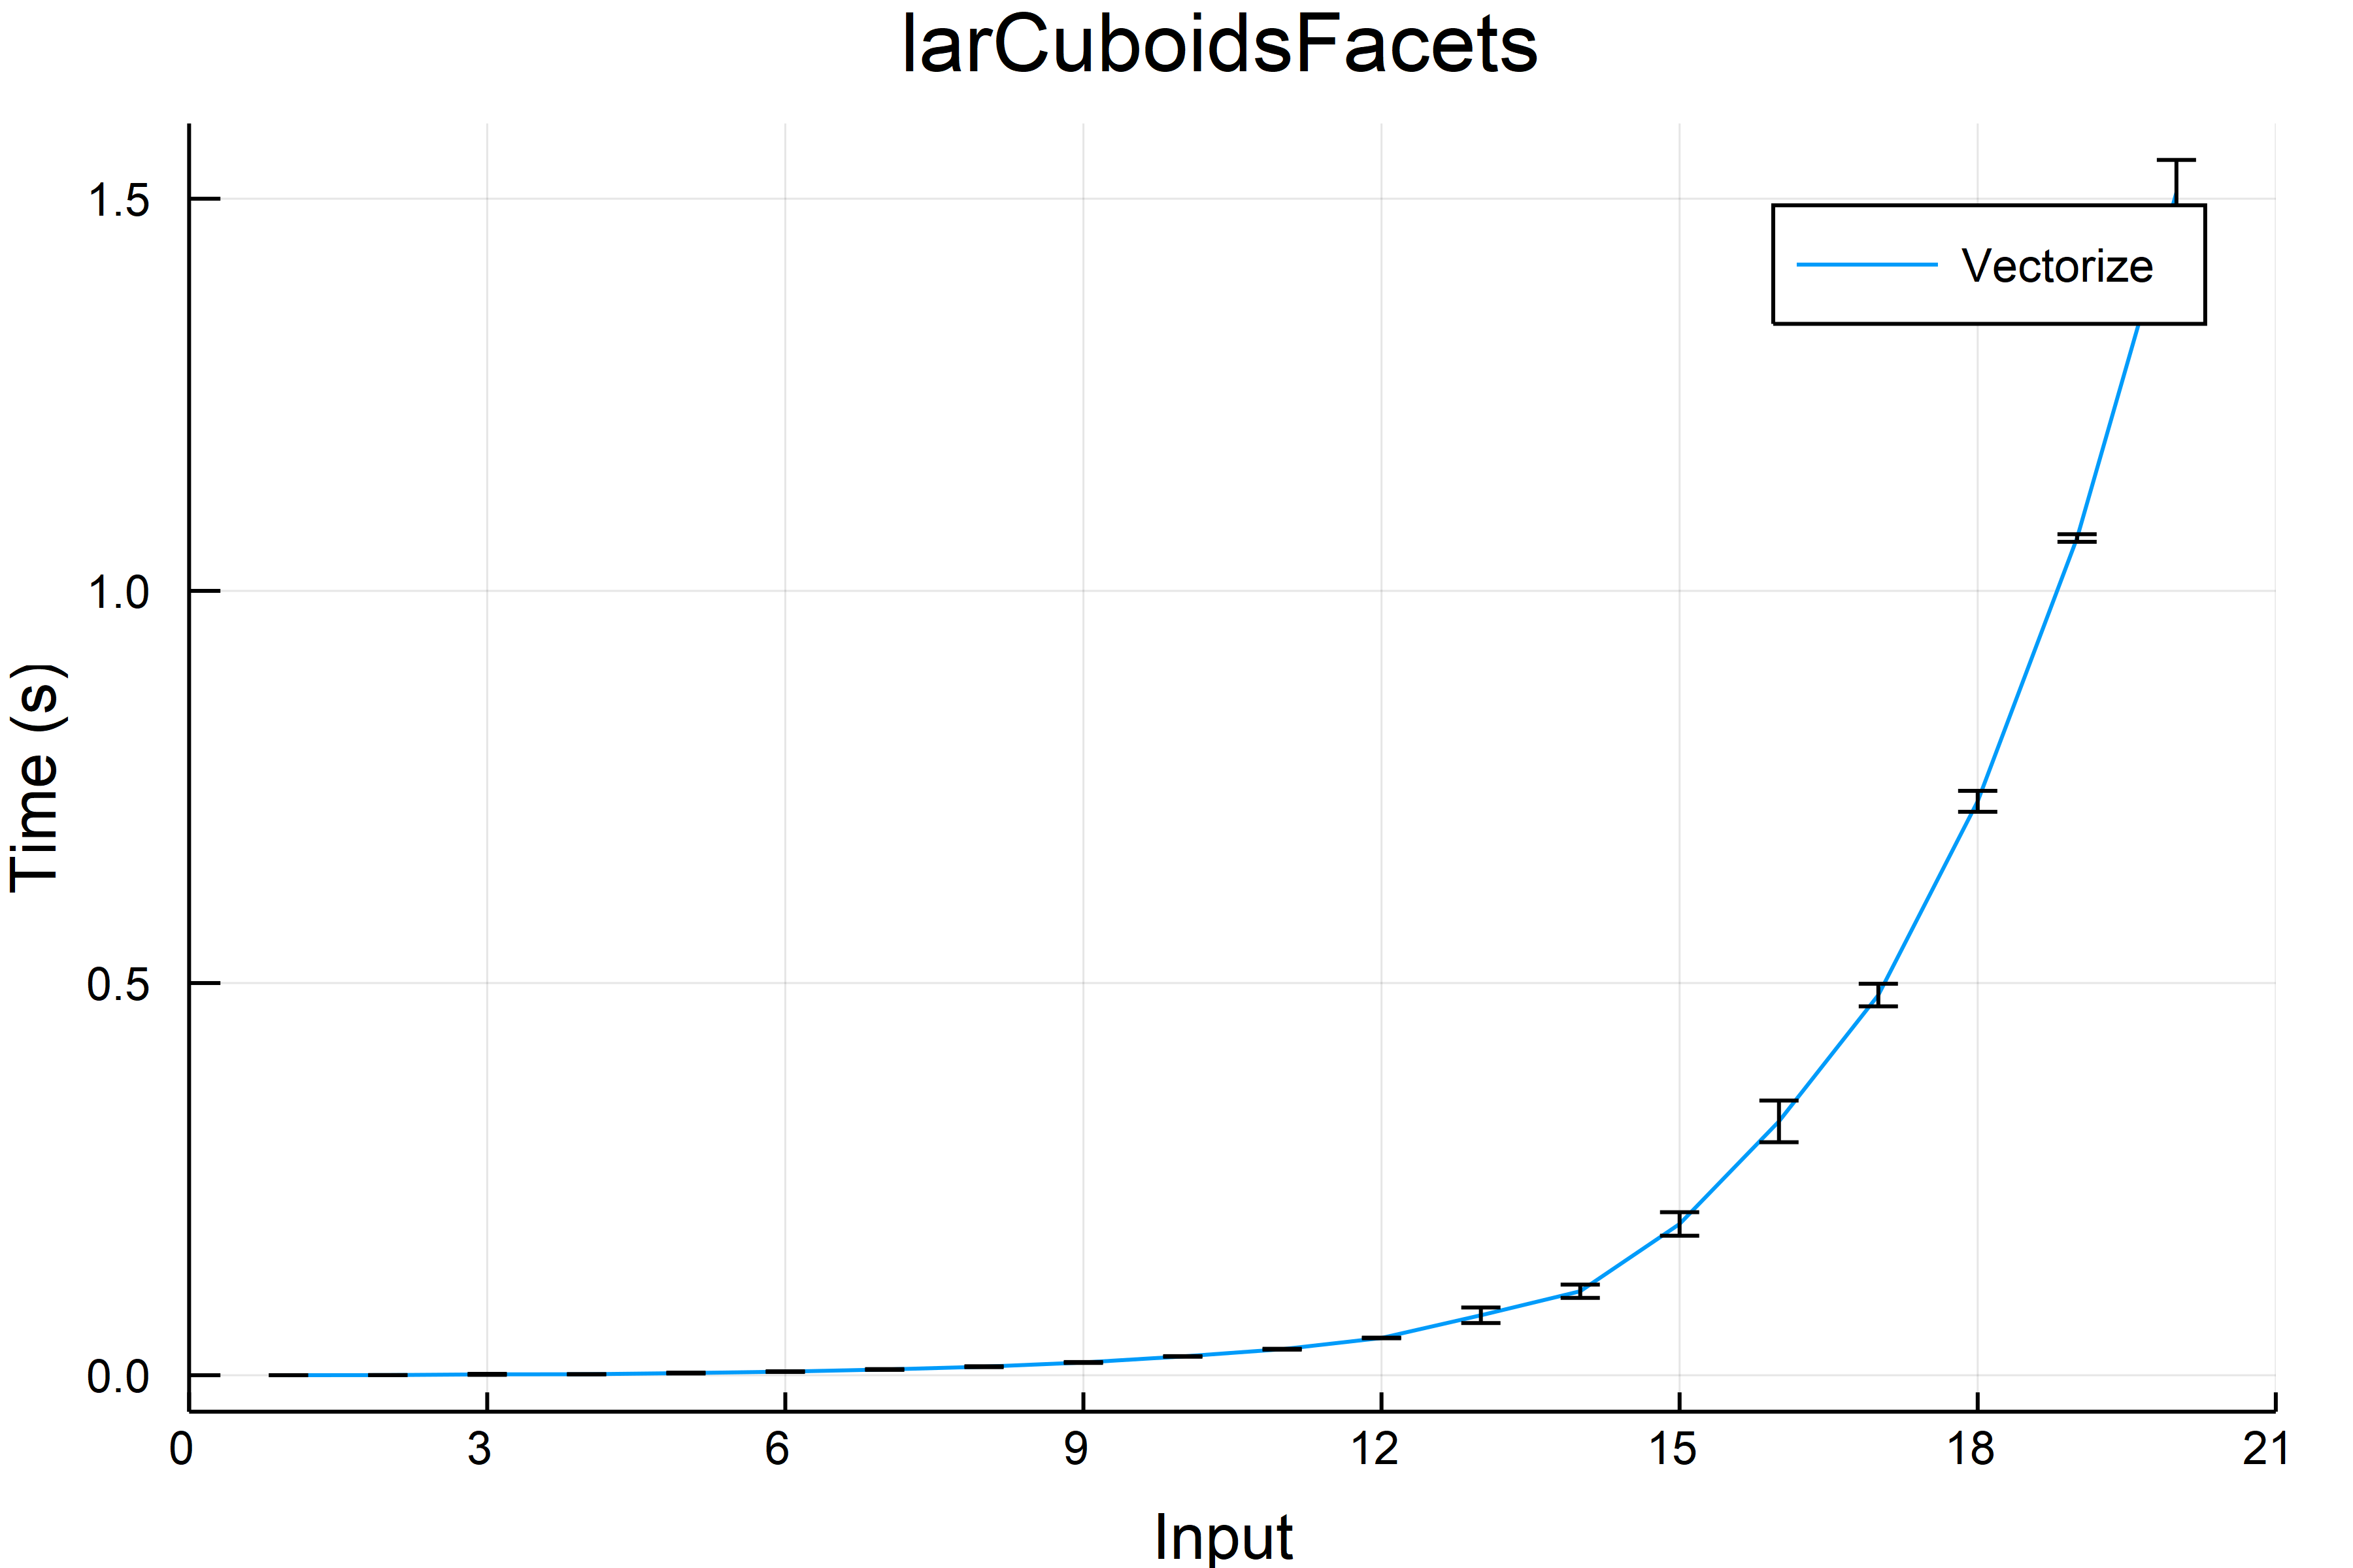 larCuboidsFacets
1.5
1.0
0.5
0.0
Time (s)
Vectorize
0 3 6 9 12 15 18 21
Input